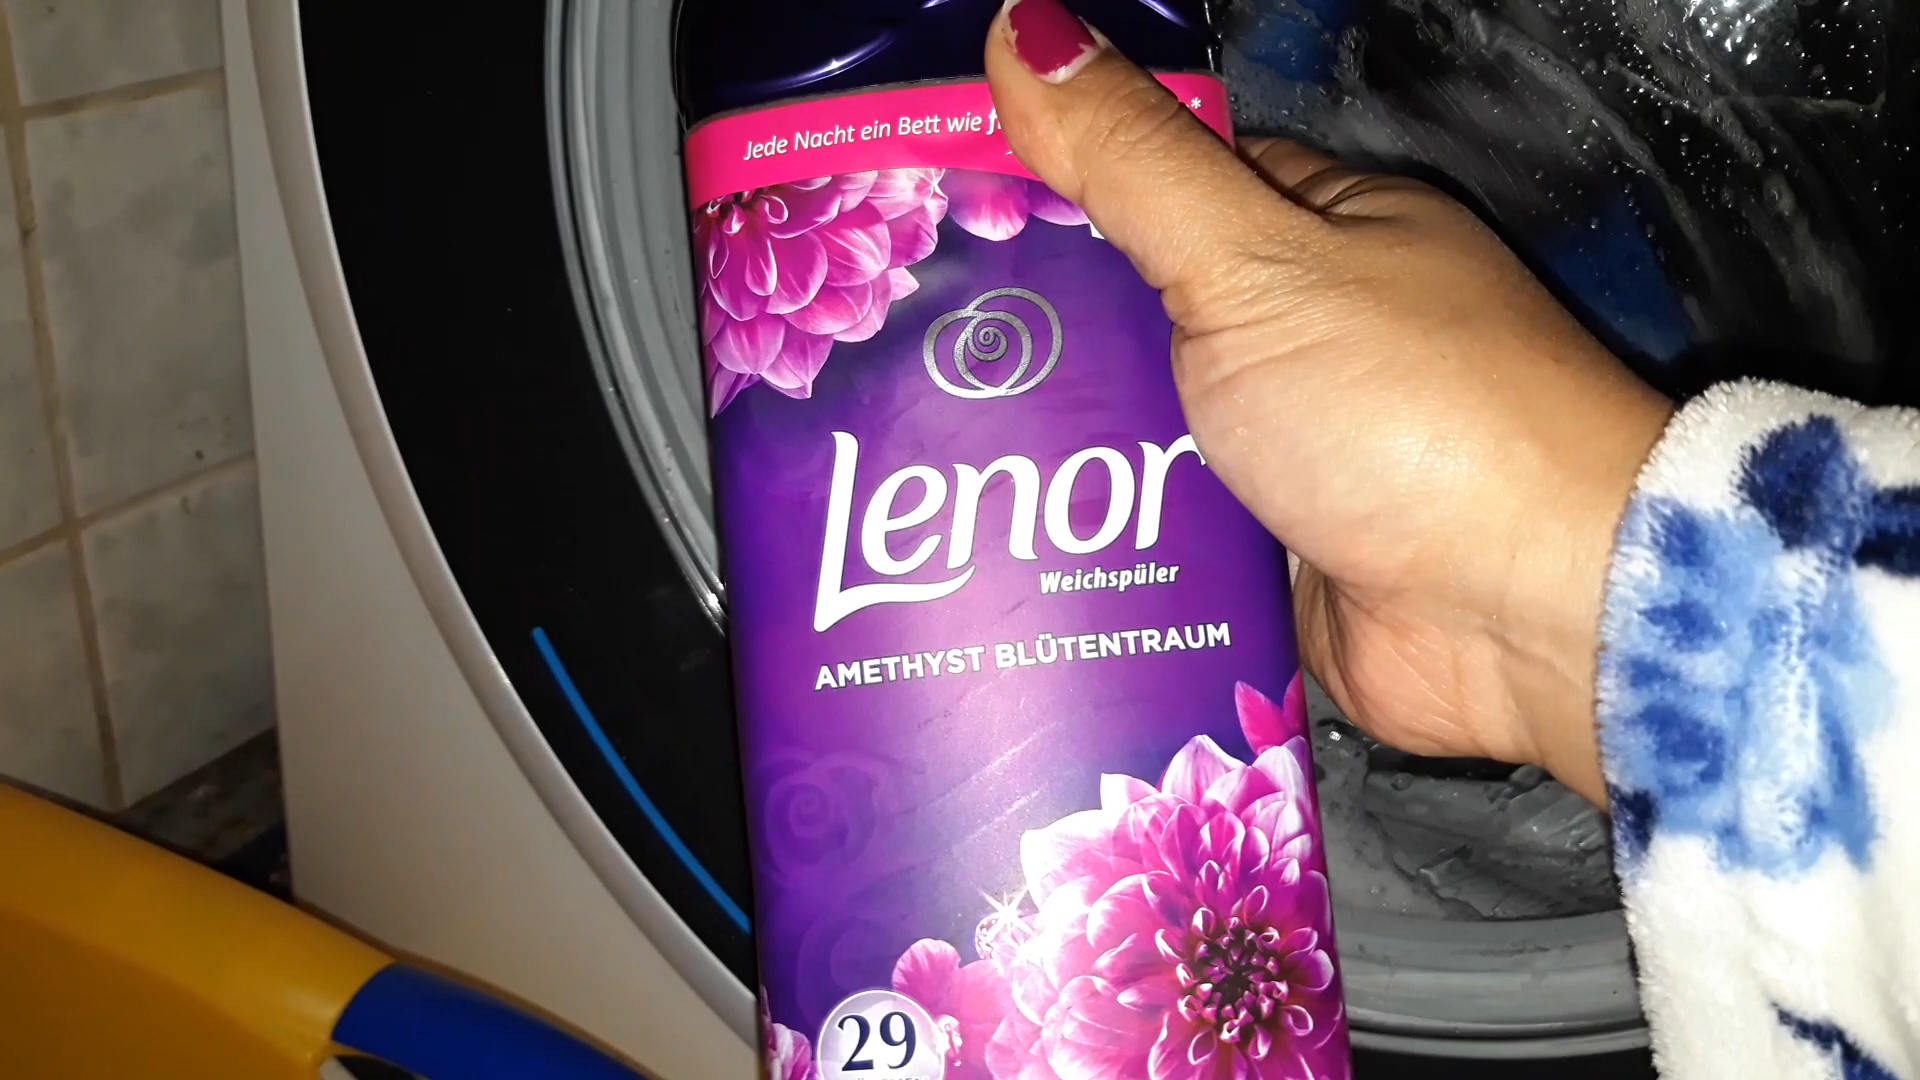 Jede Nacht ein Bett wie
Lenor
Weichspüler
AMETHYST BLÜTENTRAUM
29